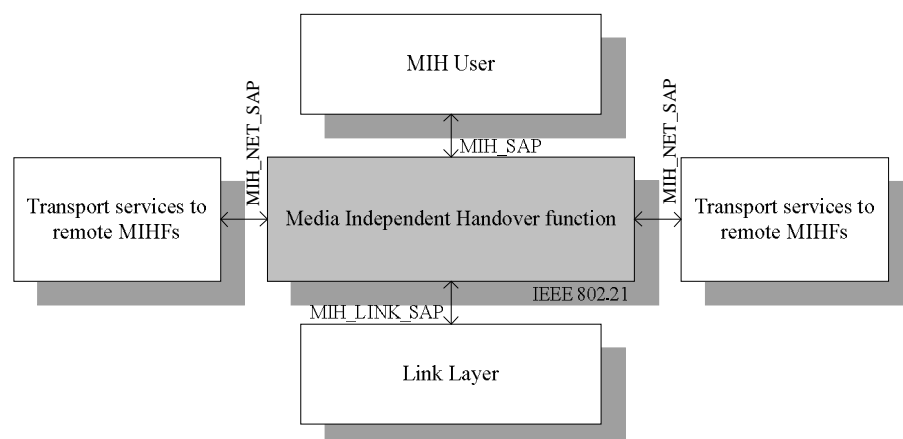 MIH User
MIH_NET_SAP
MIH_SAP
MIH_NET_SAP
Transport services to
remote MIHFs
Media Independent Handover function
Transport services to
remote MIHFs
IEEE 802.21
MIH_LINK_SAP
Link Layer